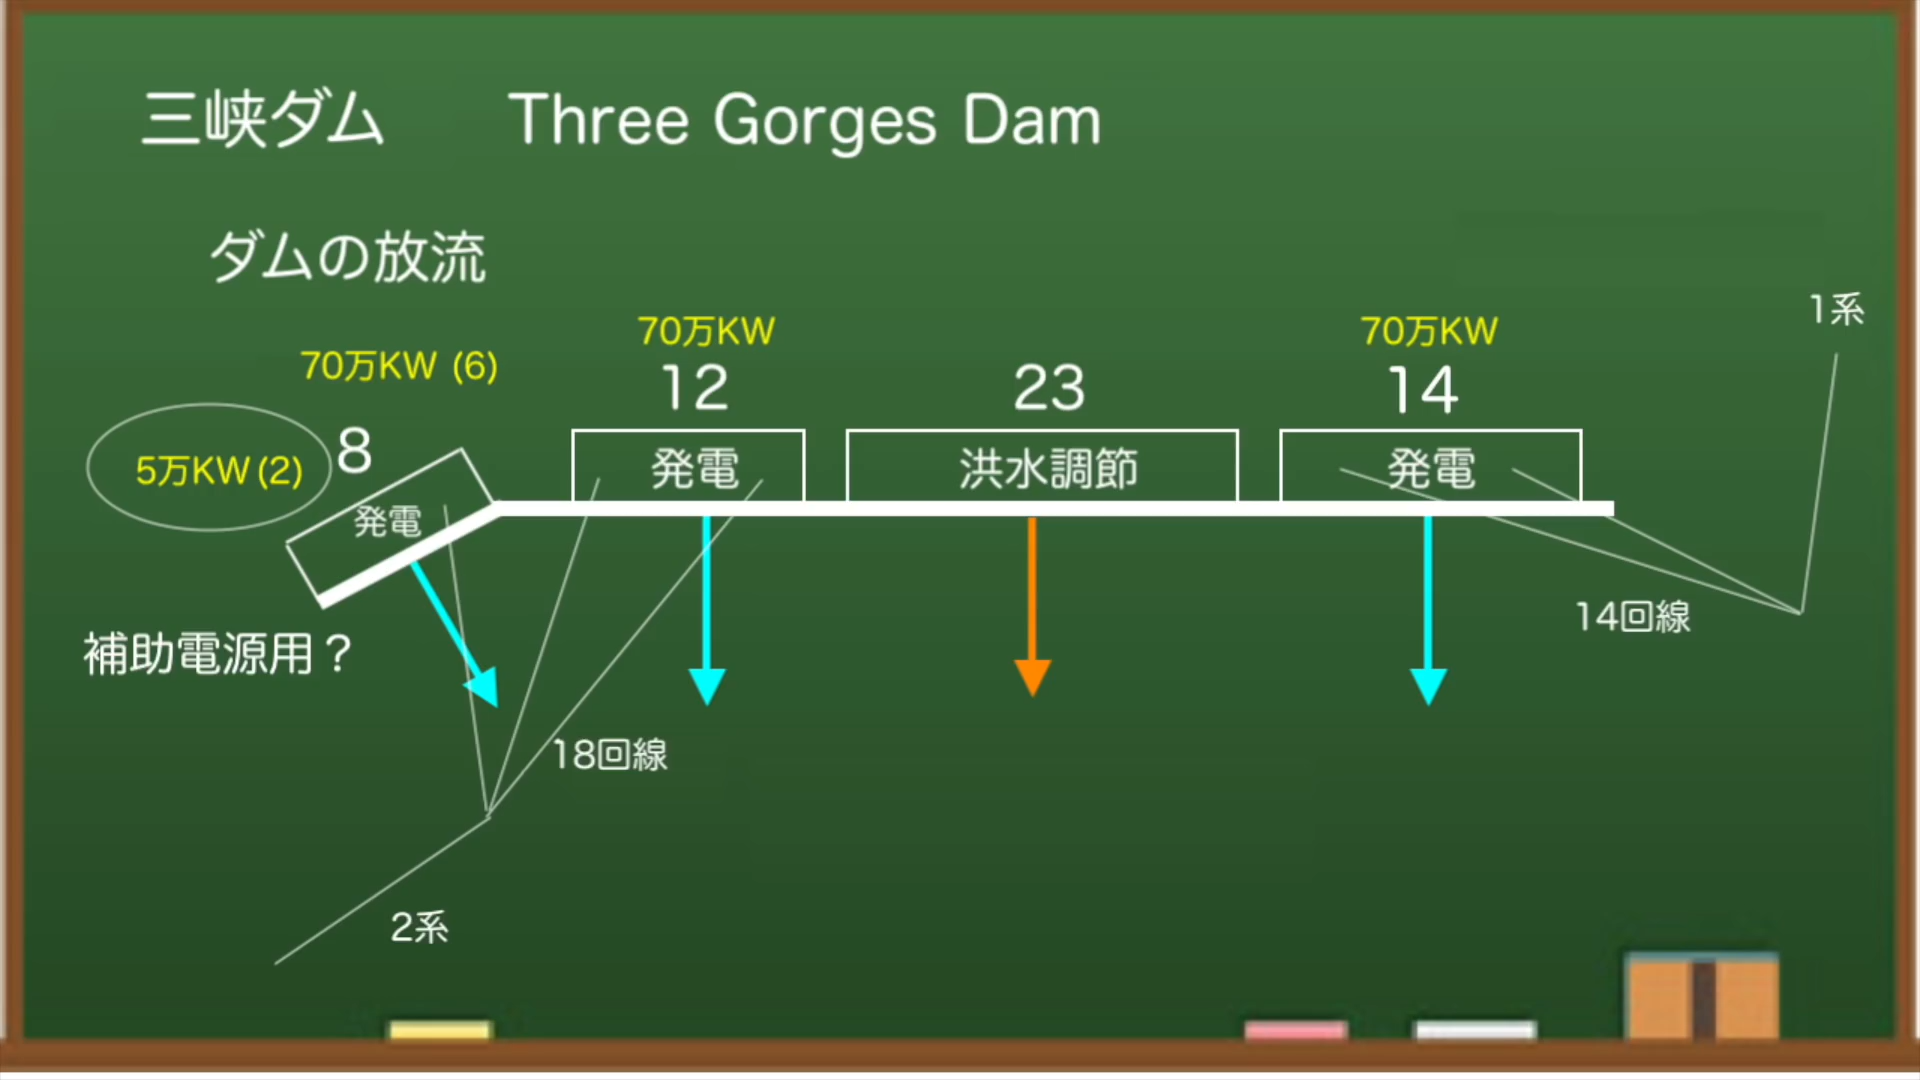 三峡ダム Three Gorges Dam
ダムの放流
1系
70万KW
70万KW
70万KW (6)
12
23
14
5万KW(2)
8
発電
洪水調節
発電
発電
14回線
補助電源用？
18回線
2系